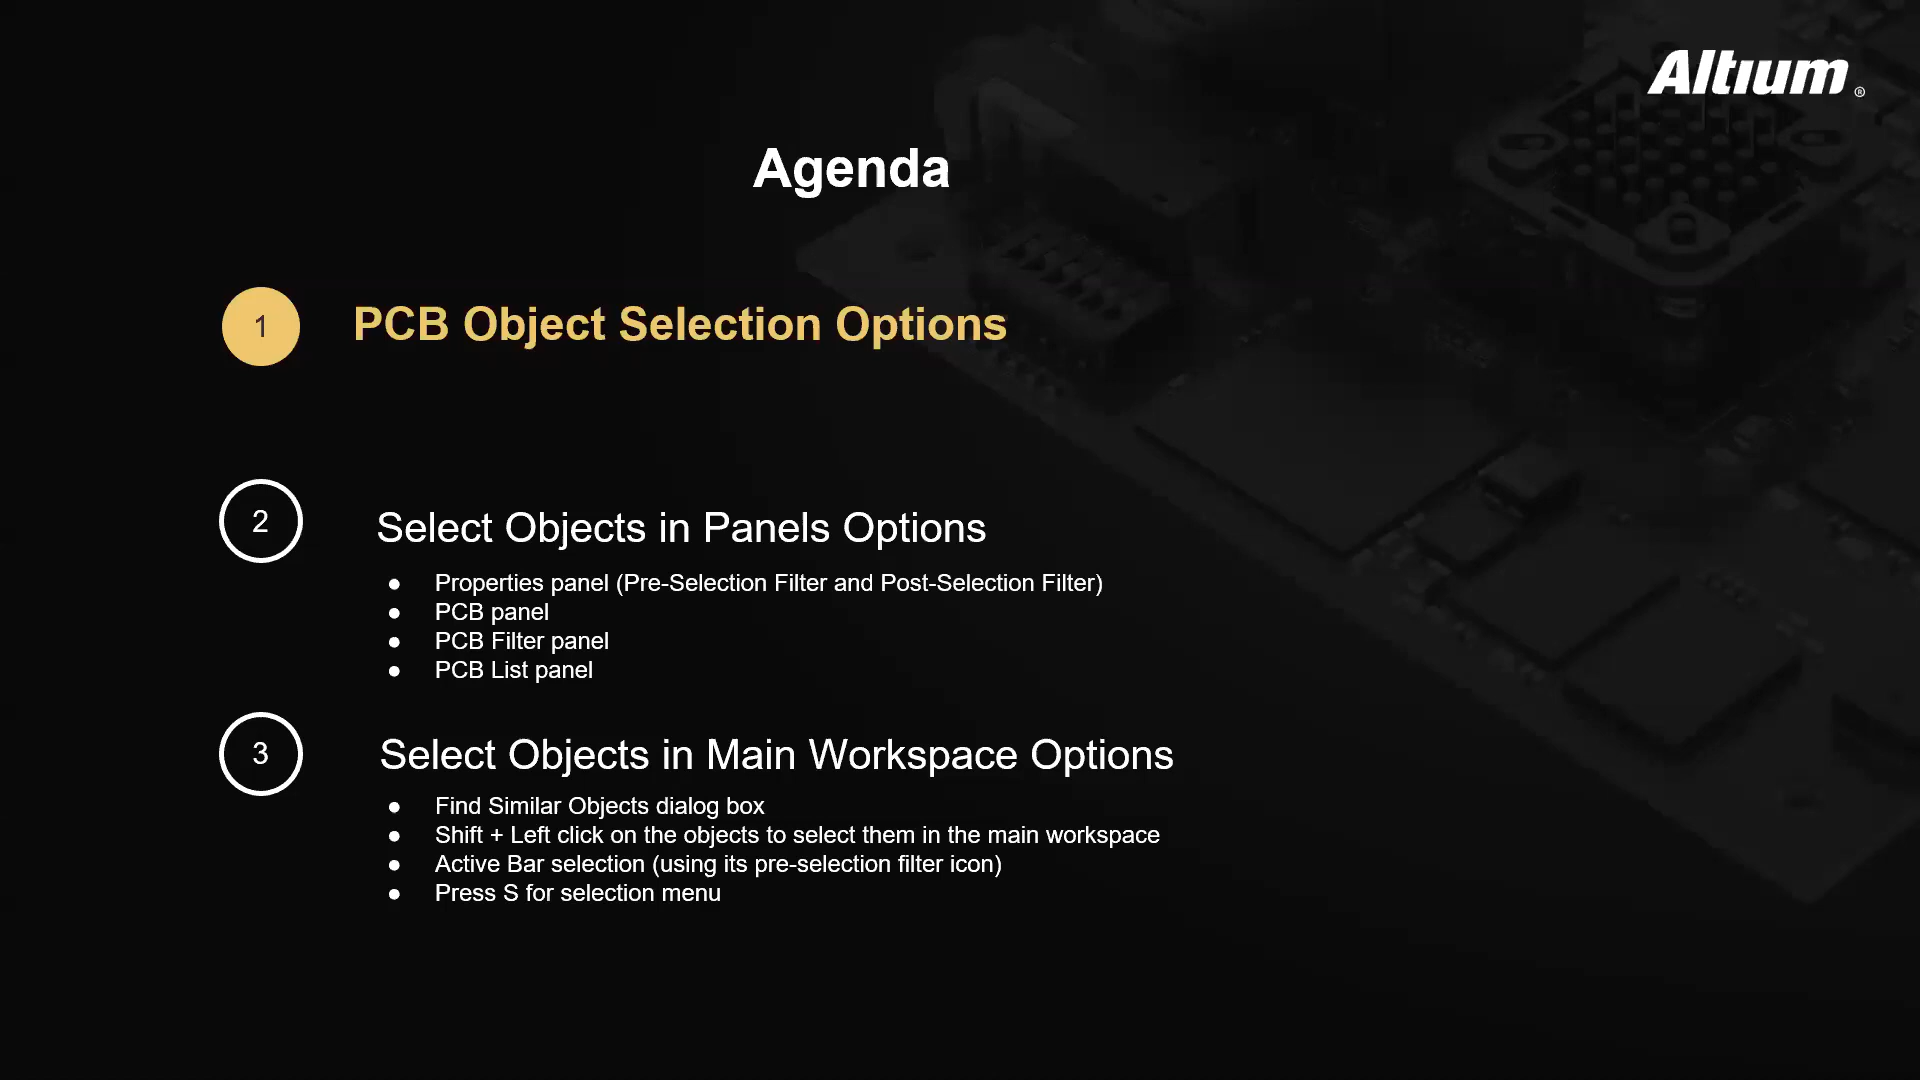 Altium®
Agenda
1 PCB Object Selection Options
2 Select Objects in Panels Options
● Properties panel (Pre-Selection Filter and Post-Selection Filter)
● PCB panel
● PCB Filter panel
● PCB List panel
3 Select Objects in Main Workspace Options
● Find Similar Objects dialog box
● Shift + Left click on the objects to select them in the main workspace
● Active Bar selection (using its pre-selection filter icon)
● Press S for selection menu